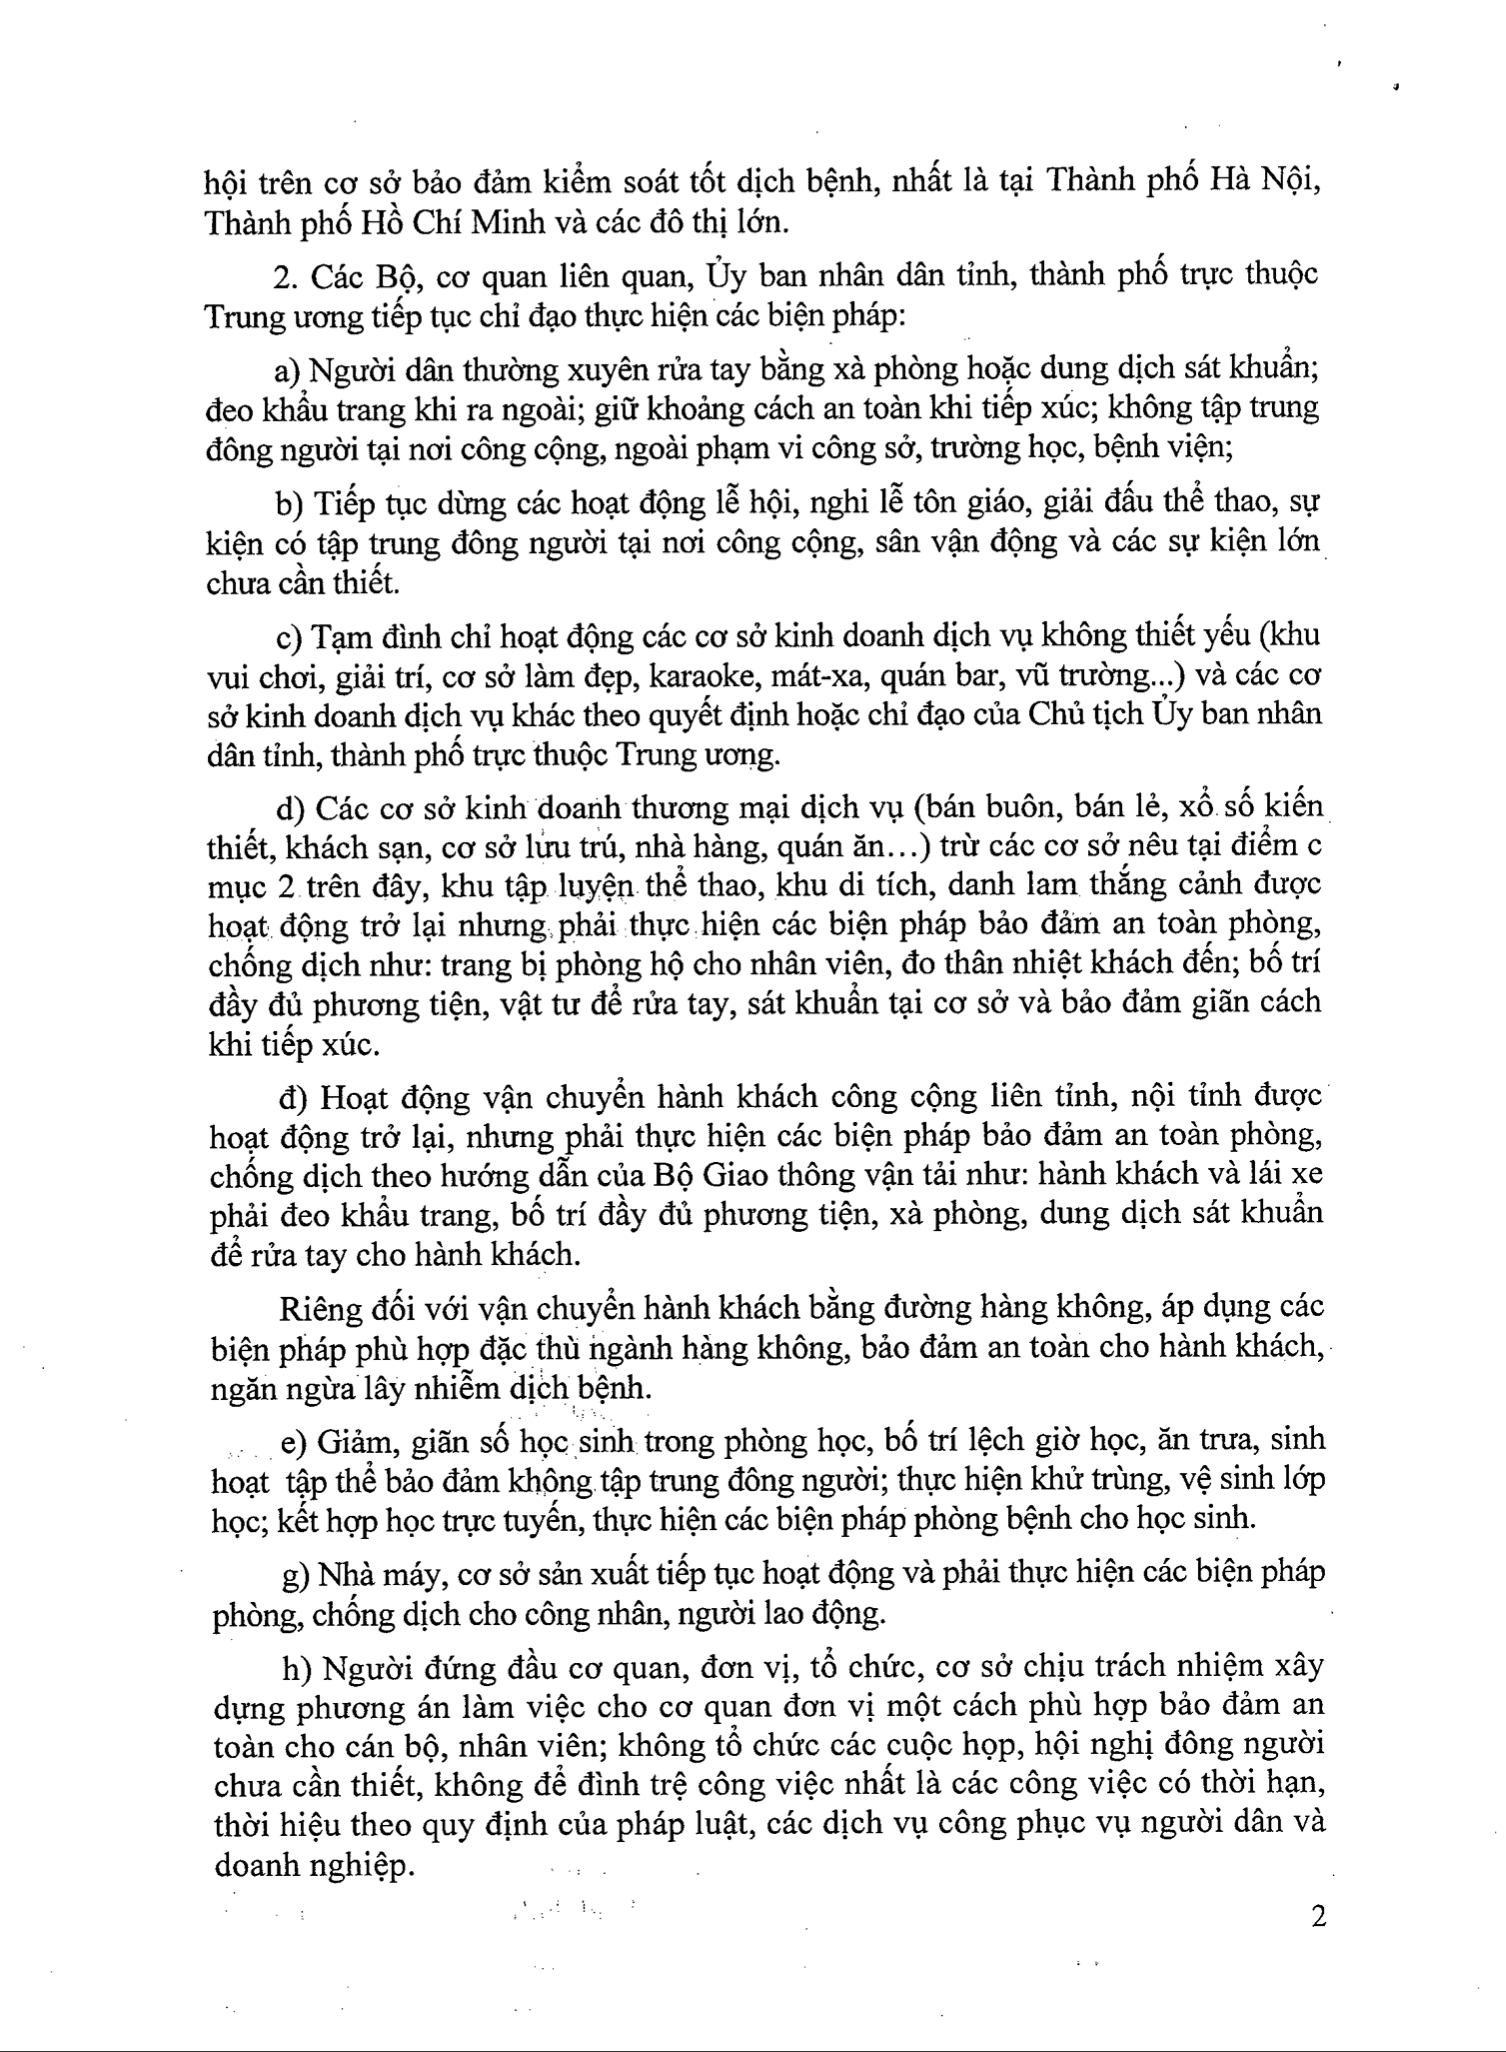 hội trên cơ sở bảo đảm kiểm soát tốt dịch bệnh, nhất là tại Thành phố Hà Nội,
Thành phố Hồ Chí Minh và các đô thị lớn.
2. Các Bộ, cơ quan liên quan, Ủy ban nhân dân tỉnh, thành phố trực thuộc
Trung ương tiếp tục chỉ đạo thực hiện các biện pháp:
a) Người dân thường xuyên rửa tay bằng xà phòng hoặc dung dịch sát khuẩn;
đeo khẩu trang khi ra ngoài; giữ khoảng cách an toàn khi tiếp xúc; không tập trung
đông người tại nơi công cộng, ngoài phạm vi công sở, trường học, bệnh viện;
b) Tiếp tục dừng các hoạt động lễ hội, nghi lễ tôn giáo, giải đấu thể thao, sự
kiện có tập trung đông người tại nơi công cộng, sân vận động và các sự kiện lớn
chưa cần thiết.
c) Tạm đình chỉ hoạt động các cơ sở kinh doanh dịch vụ không thiết yếu (khu
vui chơi, giải trí, cơ sở làm đẹp, karaoke, mát-xa, quán bar, vũ trường...) và các cơ
sở kinh doanh dịch vụ khác theo quyết định hoặc chỉ đạo của Chủ tịch Ủy ban nhân
dân tỉnh, thành phố trực thuộc Trung ương.
d) Các cơ sở kinh doanh thương mại dịch vụ (bán buôn, bán lẻ, xổ số kiến
thiết, khách sạn, cơ sở lưu trú, nhà hàng, quán ăn…) trừ các cơ sở nêu tại điểm c
mục 2 trên đây, khu tập luyện thể thao, khu di tích, danh lam thắng cảnh được
hoạt động trở lại nhưng phải thực hiện các biện pháp bảo đảm an toàn phòng,
chống dịch như: trang bị phòng hộ cho nhân viên, đo thân nhiệt khách đến; bố trí
đầy đủ phương tiện, vật tư để rửa tay, sát khuẩn tại cơ sở và bảo đảm giãn cách
khi tiếp xúc.
đ) Hoạt động vận chuyển hành khách công cộng liên tỉnh, nội tỉnh được
hoạt động trở lại, nhưng phải thực hiện các biện pháp bảo đảm an toàn phòng,
chống dịch theo hướng dẫn của Bộ Giao thông vận tải như: hành khách và lái xe
phải đeo khẩu trang, bố trí đầy đủ phương tiện, xà phòng, dung dịch sát khuẩn
để rửa tay cho hành khách.
Riêng đối với vận chuyển hành khách bằng đường hàng không, áp dụng các
biện pháp phù hợp đặc thù ngành hàng không, bảo đảm an toàn cho hành khách,
ngăn ngừa lây nhiễm dịch bệnh.
e) Giảm, giãn số học sinh trong phòng học, bố trí lệch giờ học, ăn trưa, sinh
hoạt tập thể bảo đảm không tập trung đông người; thực hiện khử trùng, vệ sinh lớp
học; kết hợp học trực tuyến, thực hiện các biện pháp phòng bệnh cho học sinh.
g) Nhà máy, cơ sở sản xuất tiếp tục hoạt động và phải thực hiện các biện pháp
phòng, chống dịch cho công nhân, người lao động.
h) Người đứng đầu cơ quan, đơn vị, tổ chức, cơ sở chịu trách nhiệm xây
dựng phương án làm việc cho cơ quan đơn vị một cách phù hợp bảo đảm an
toàn cho cán bộ, nhân viên; không tổ chức các cuộc họp, hội nghị đông người
chưa cần thiết, không để đình trệ công việc nhất là các công việc có thời hạn,
thời hiệu theo quy định của pháp luật, các dịch vụ công phục vụ người dân và
doanh nghiệp.
2